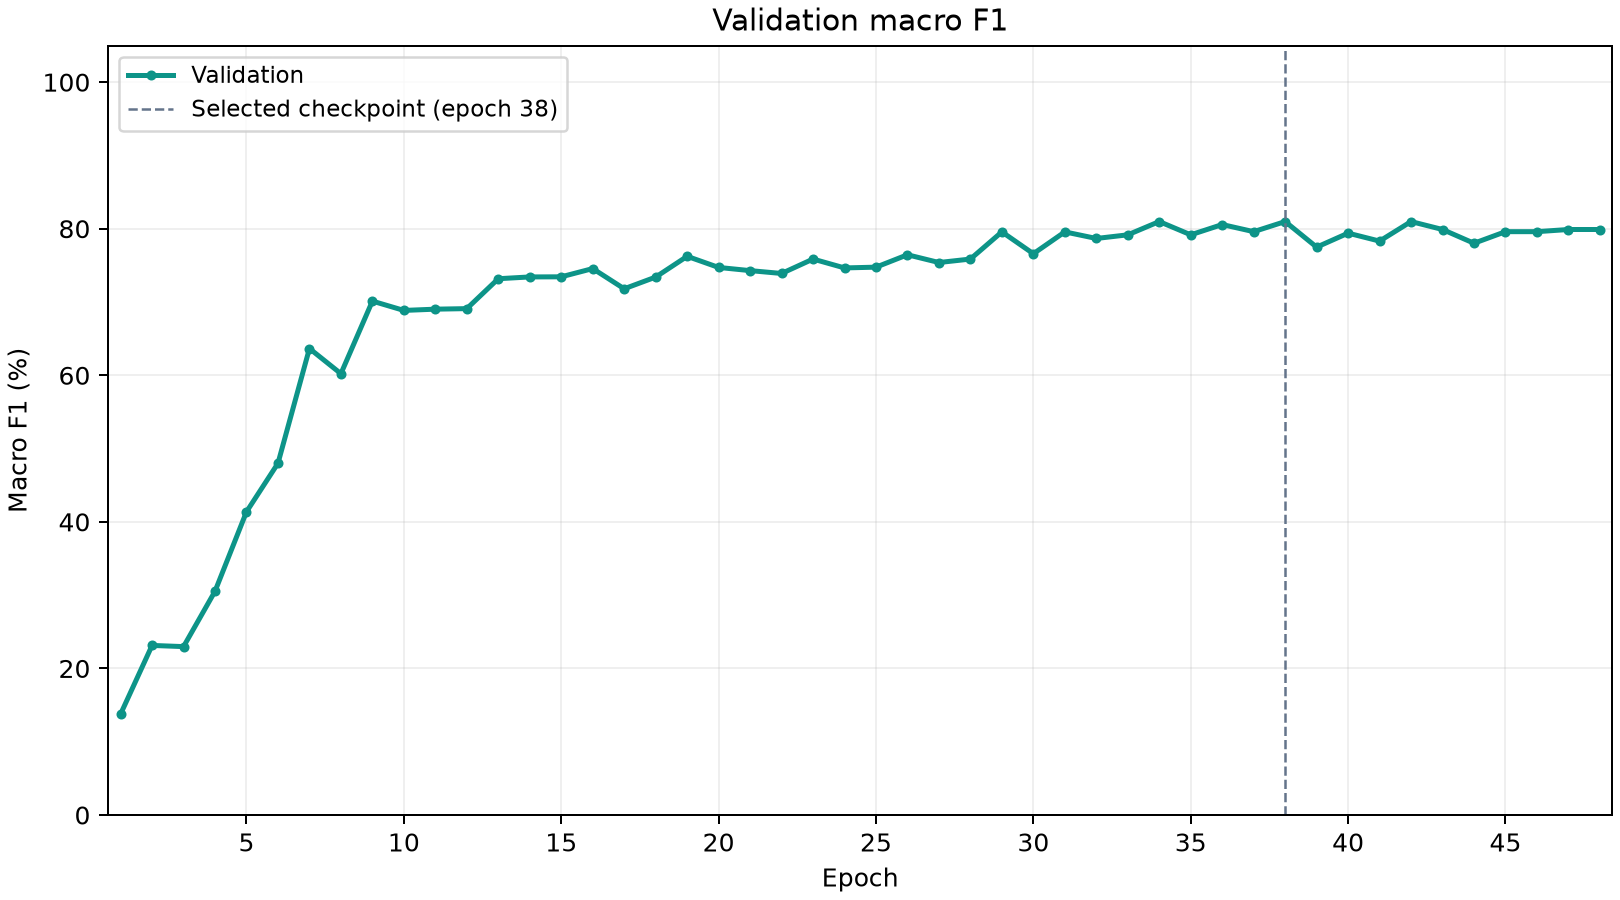 Validation macro F1
Validation
Selected checkpoint (epoch 38)
Macro F1 (%)
100
80
60
40
20
0
5 10 15 20 25 30 35 40 45
Epoch